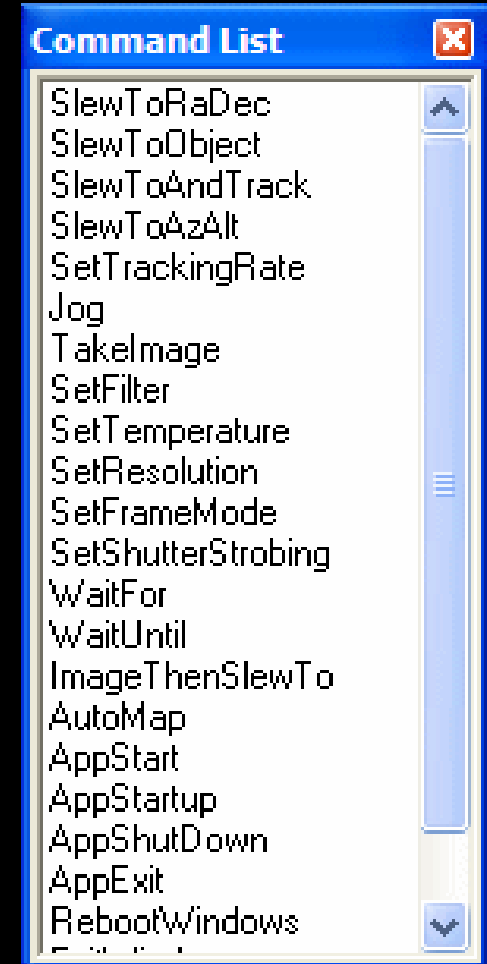 Command List
SlewToRaDec
SlewToObject
SlewToAndTrack
SlewToAzAlt
SetTrackingRate
Jog
TakeImage
SetFilter
SetTemperature
SetResolution
SetFrameMode
SetShutterStrobing
WaitFor
WaitUntil
ImageThenSlewTo
AutoMap
AppStart
AppStartup
AppShutDown
AppExit
RebootWindows